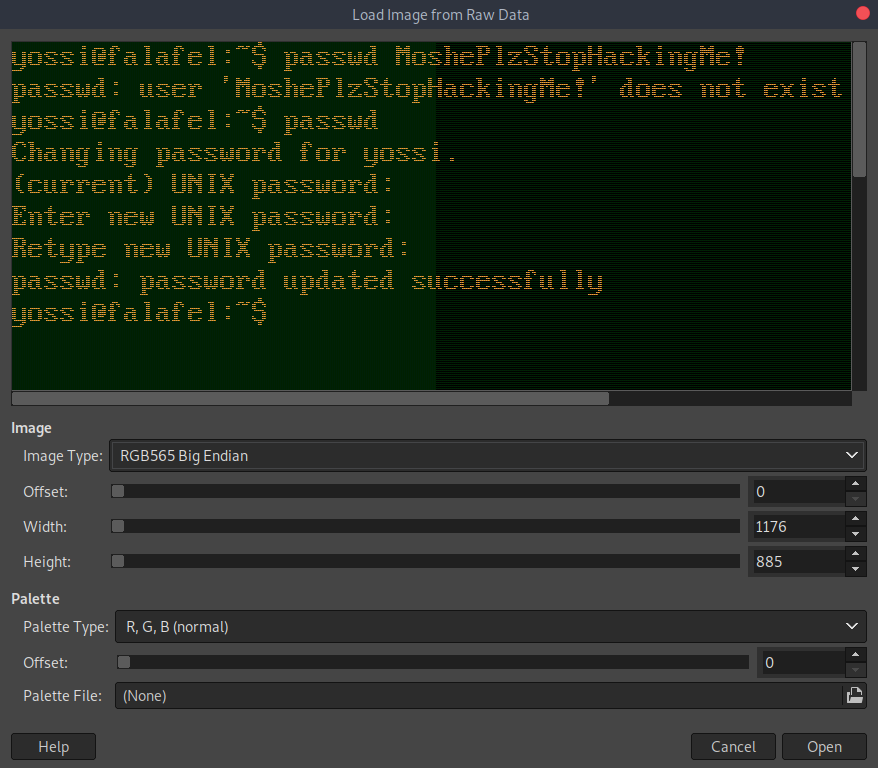 Load Image from Raw Data
yossi@falafel:~$ passwd MoshePlzStopHackingMe!
passwd: user 'MoshePlzStopHackingMe!' does not exist
yossi@falafel:~$ passwd
Changing password for yossi.
(current) UNIX password:
Enter new UNIX password:
Retype new UNIX password:
passwd: password updated successfully
yossi@falafel:~$
Image
Image Type: RGB565 Big Endian
Offset: 0
Width: 1176
Height: 885
Palette
Palette Type: R, G, B (normal)
Offset: 0
Palette File: (None)
Help Cancel Open